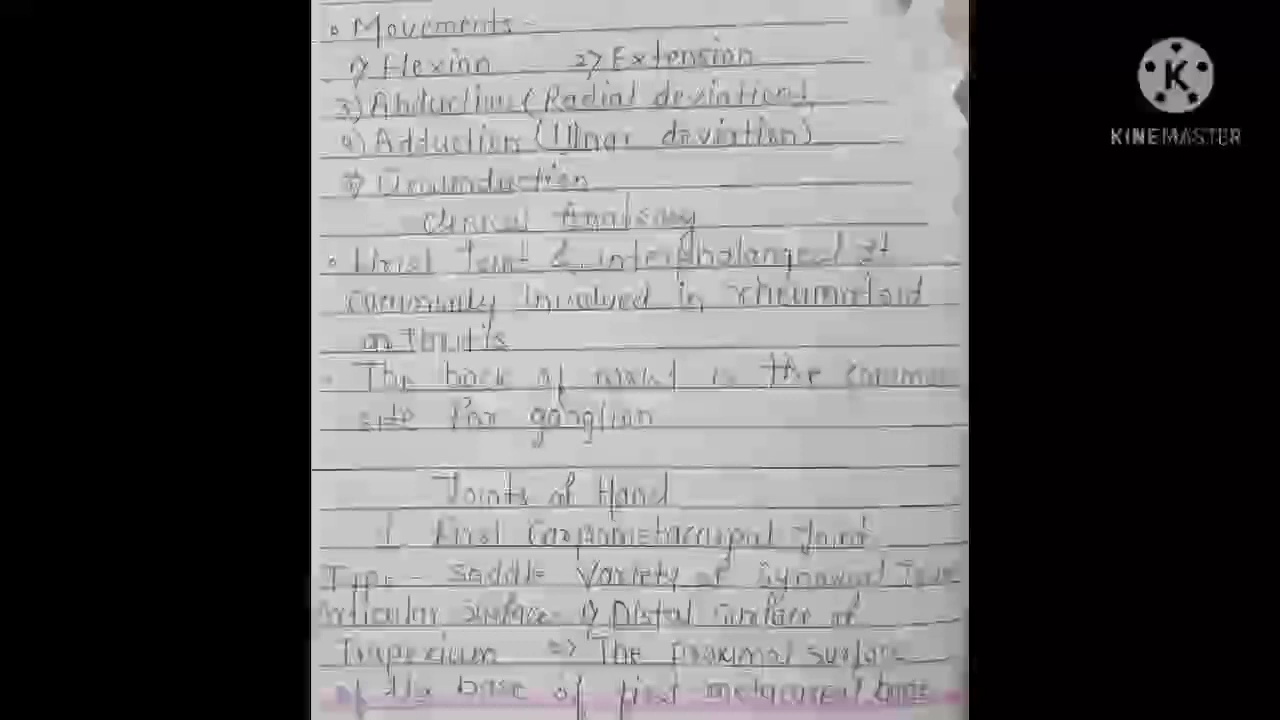 Movements -
1) Flexion 2) Extension
3) Abduction (Radial deviation)
4) Adduction (Ulnar deviation)
5) Circumduction
Clinical Anatomy
Wrist Joint & interphalangeal Jt
commonly involved in rheumatoid
arthritis
The back of wrist is the common
site for ganglion
Joints of Hand
First Carpometacarpal Joint
Type - Saddle Variety of Synovial Joint
Articular surface - 1) Distal surface of
Trapezium => The proximal surface
of the base of first metacarpal bone
K
KINEMASTER